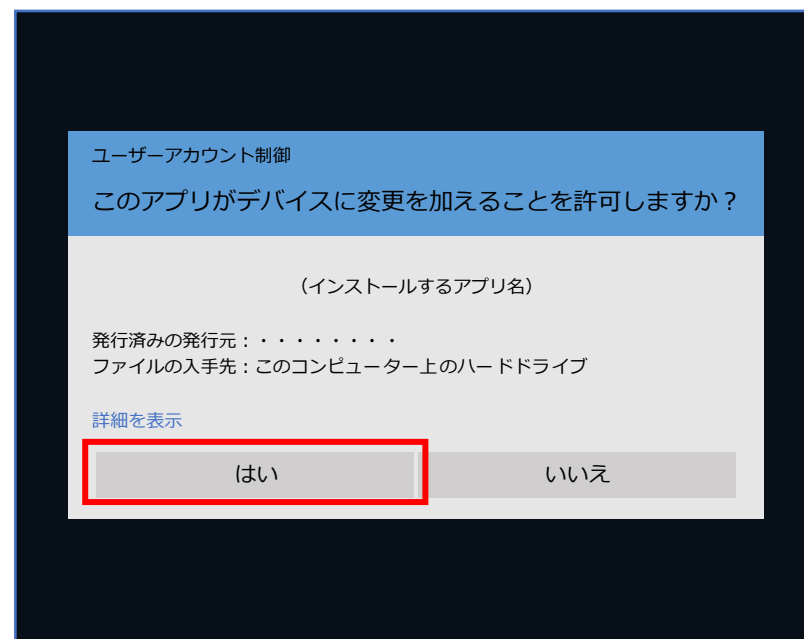 ユーザーアカウント制御
このアプリがデバイスに変更を加えることを許可しますか？
（インストールするアプリ名）
発行済みの発行元：・・・・・・・・
ファイルの入手先：このコンピューター上のハードドライブ
詳細を表示
はい
いいえ